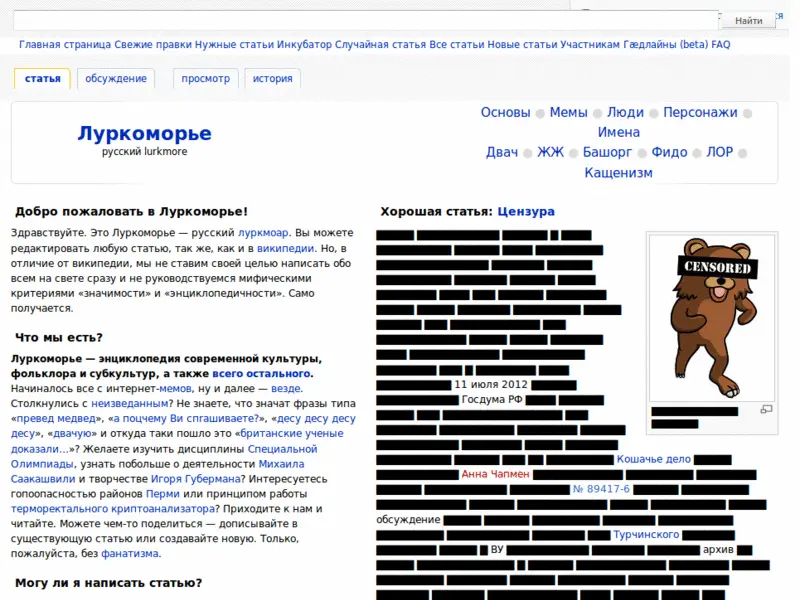 Найти
Главная страница Свежие правки Нужные статьи Инкубатор Случайная статья Все статьи Новые статьи Участникам Гæдлайны (beta) FAQ
статья обсуждение просмотр история
Луркоморье
русский lurkmore
Основы Мемы Люди Персонажи
Имена
Двач ЖЖ Башорг Фидо ЛОР
Кащенизм
Добро пожаловать в Луркоморье!
Здравствуйте. Это Луркоморье — русский луркмоар. Вы можете
редактировать любую статью, так же, как и в википедии. Но, в
отличие от википедии, мы не ставим своей целью написать обо
всем на свете сразу и не руководствуемся мифическими
критериями «значимости» и «энциклопедичности». Само
получается.
Что мы есть?
Луркоморье — энциклопедия современной культуры,
фольклора и субкультур, а также всего остального.
Началось все с интернет-мемов, ну и далее — везде.
Столкнулись с неизведанным? Не знаете, что значат фразы типа
«превед медвед», «а поцчему Ви спгашиваете?», «десу десу десу
десу», «двачую» и откуда таки пошло это «британские ученые
доказали...»? Желаете изучить дисциплины Специальной
Олимпиады, узнать побольше о деятельности Михаила
Саакашвили и творчестве Игоря Губермана? Интересуетесь
гопоопасностью районов Перми или принципом работы
терморектального криптоанализатора? Приходите к нам и
читайте. Можете чем-то поделиться — дописывайте в
существующую статью или создавайте новую. Только,
пожалуйста, без фанатизма.
Могу ли я написать статью?
Хорошая статья: Цензура
CENSORED
11 июля 2012
Госдума РФ
Кошачье дело
Анна Чапмен
№ 89417-6
обсуждение
Турчинского
ВУ архив